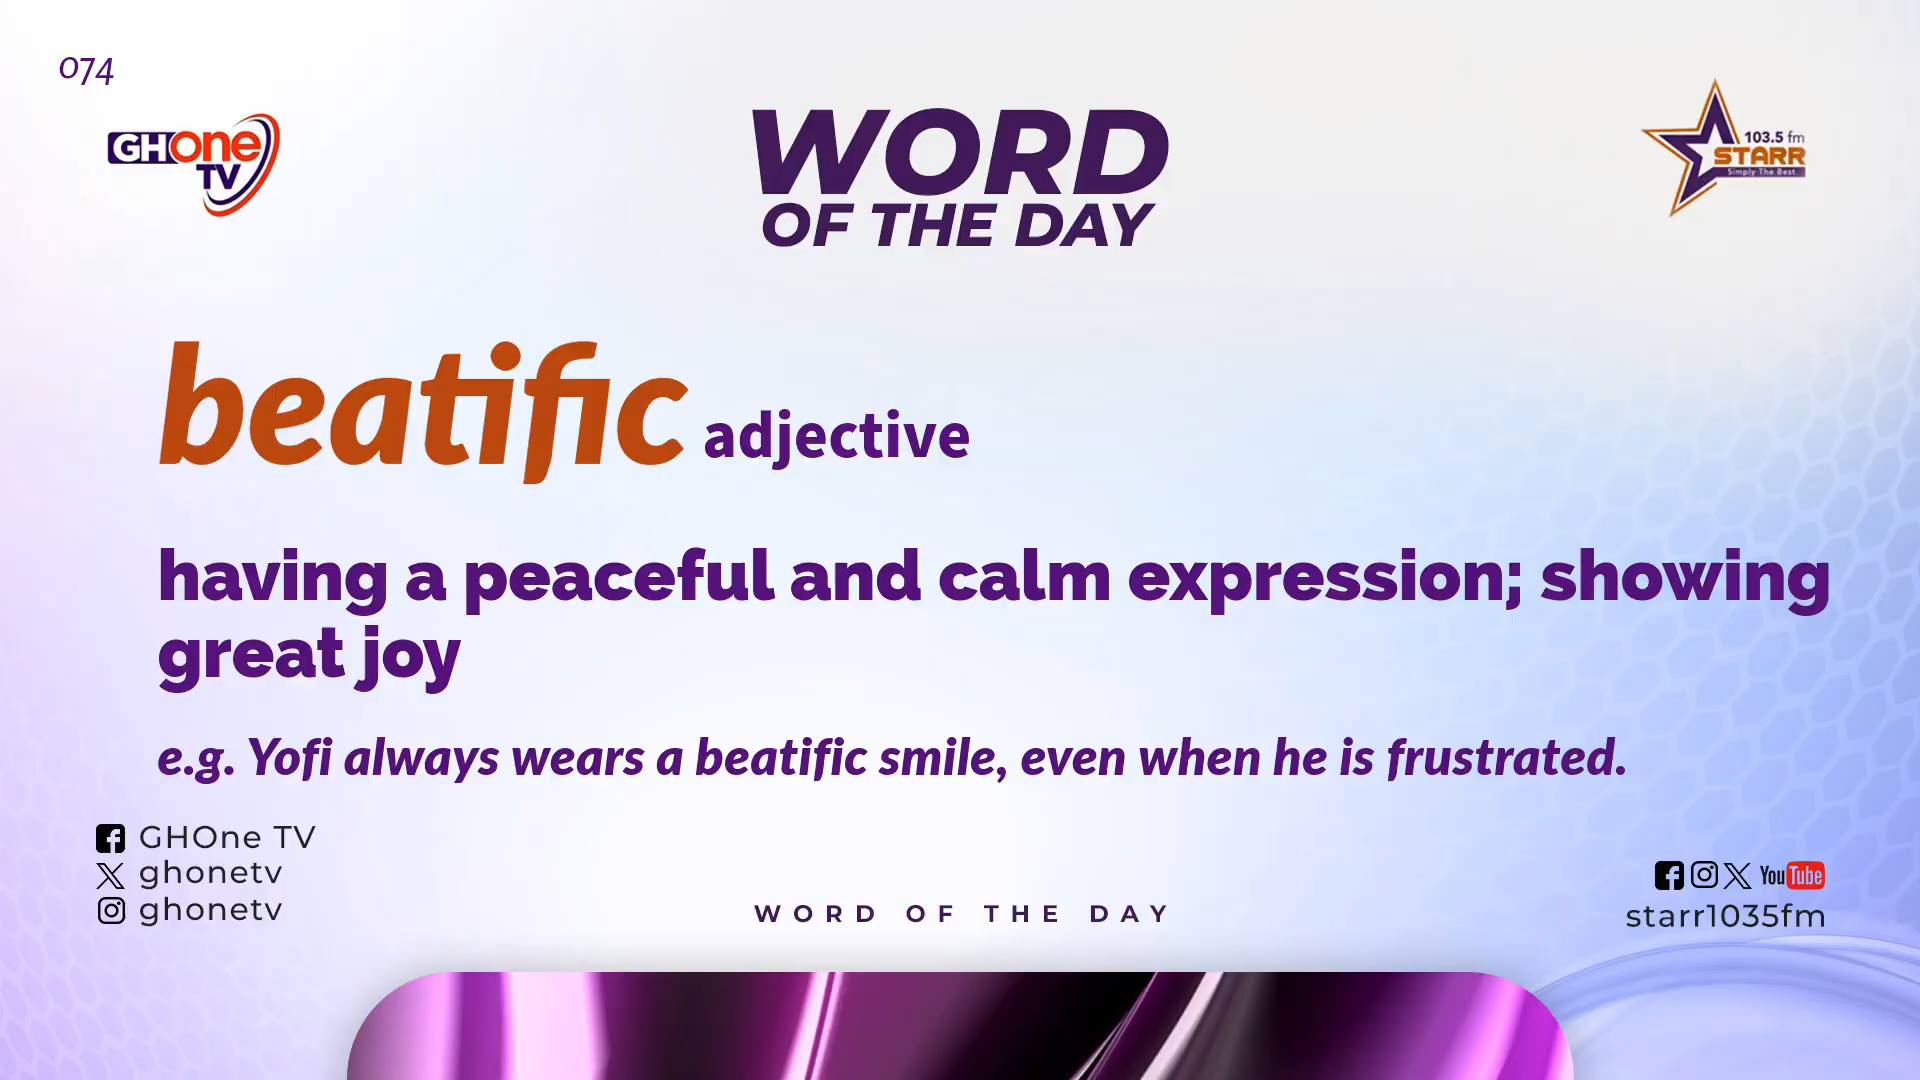 074
GHOne
TV
WORD
OF THE DAY
103.5 fm
STARR
Simply The Best
beatific adjective
having a peaceful and calm expression; showing
great joy
e.g. Yofi always wears a beatific smile, even when he is frustrated.
GHOne TV
ghonetv
ghonetv
WORD OF THE DAY
YouTube
starr1035fm